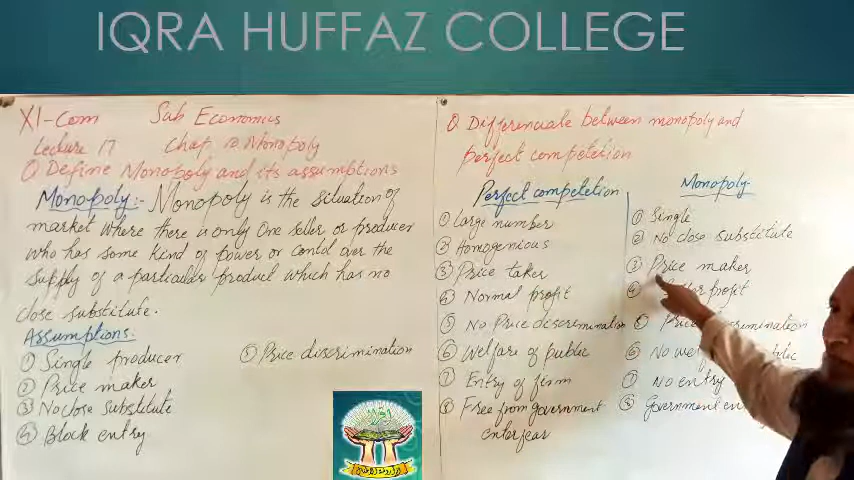 IQRA HUFFAZ COLLEGE
XI-Com Sub Economics
Lecture 17 Chap 10 Monopoly
Q Define Monopoly and its assumptions
Monopoly:- Monopoly is the situation of
market where there is only one seller or producer
who has some kind of power or contol over the
supply of a particular product which has no
close substitute.
Assumptions:
① Single producer
② Price maker
③ No close substitute
④ Block entry
⑤ Price discrimination
Q Differenciate between monopoly and
perfect competetion
Perfect competetion
① Large number
② Homogenious
③ Price taker
④ Normal profit
⑤ No Price discremination
⑥ Welfare of public
⑦ Entry of firm
⑧ Free from government
enterfear
Monopoly
① Single
② No close substitute
③ Price maker
④ profit
⑤
⑥ No
⑦ No entry
⑧ Government